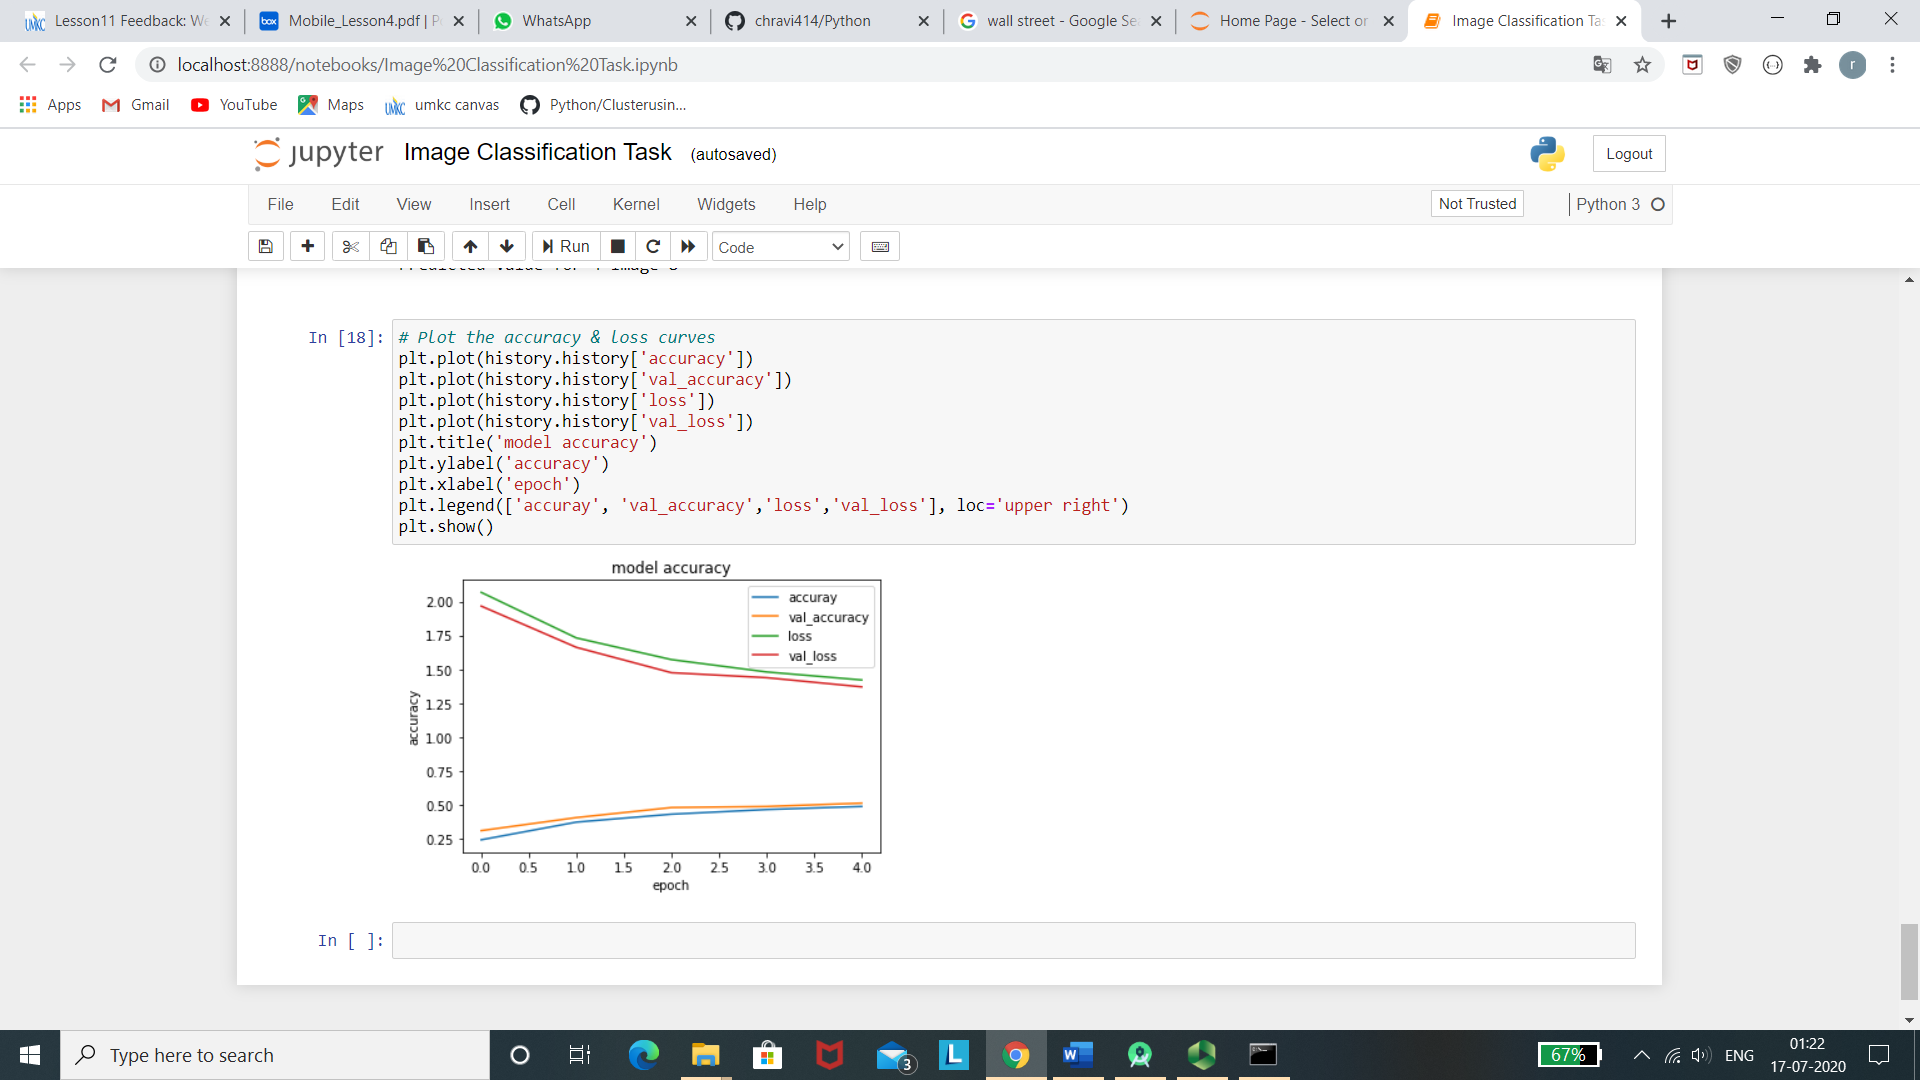 Lesson11 Feedback: We
Mobile_Lesson4.pdf | P
WhatsApp
chravi414/Python
wall street - Google Se
Home Page - Select or
Image Classification Ta
localhost:8888/notebooks/Image%20Classification%20Task.ipynb
Apps
Gmail
YouTube
Maps
umkc canvas
Python/Clusterusin...
jupyter
Image Classification Task
(autosaved)
Logout
File
Edit
View
Insert
Cell
Kernel
Widgets
Help
Not Trusted
Python 3
Run
Code
In [18]:
# Plot the accuracy & loss curves
plt.plot(history.history['accuracy'])
plt.plot(history.history['val_accuracy'])
plt.plot(history.history['loss'])
plt.plot(history.history['val_loss'])
plt.title('model accuracy')
plt.ylabel('accuracy')
plt.xlabel('epoch')
plt.legend(['accuray', 'val_accuracy','loss','val_loss'], loc='upper right')
plt.show()
model accuracy
accuray
val_accuracy
loss
val_loss
accuracy
2.00
1.75
1.50
1.25
1.00
0.75
0.50
0.25
0.0 0.5 1.0 1.5 2.0 2.5 3.0 3.5 4.0
epoch
In [ ]:
Type here to search
3
67%
ENG
01:22
17-07-2020